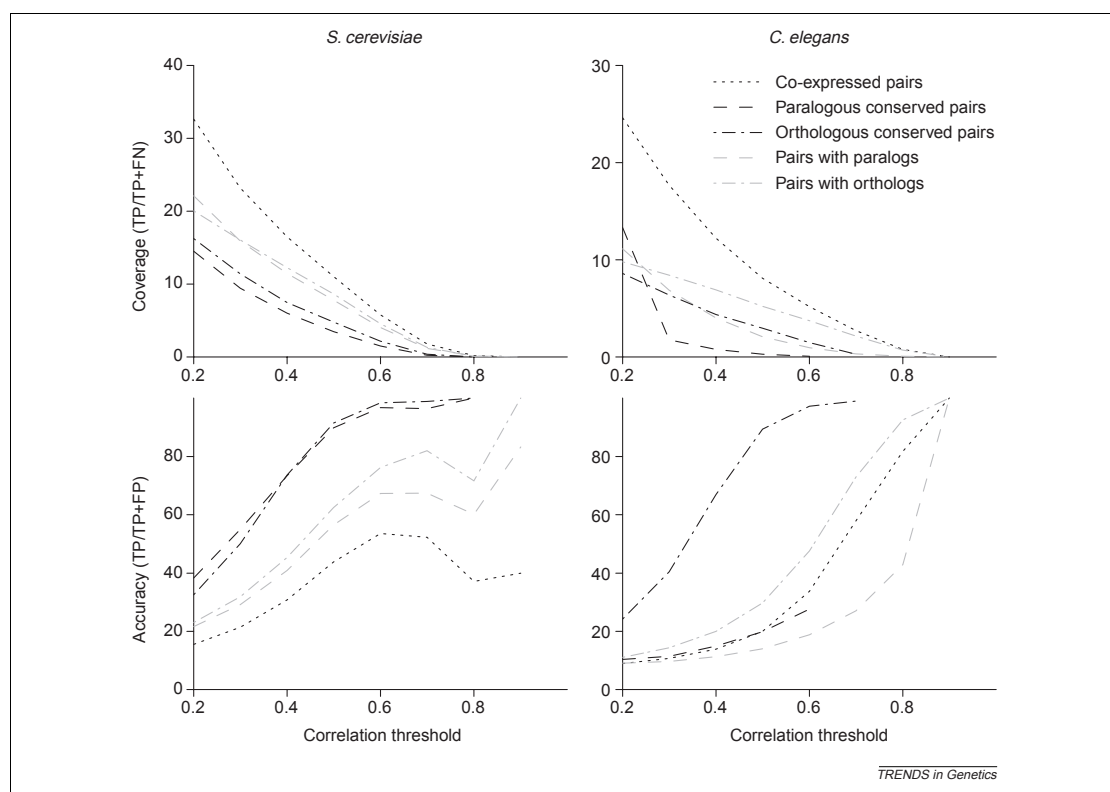 S. cerevisiae
C. elegans
40
30
20
10
0
Coverage (TP/TP+FN)
0.2
0.4
0.6
0.8
30
20
10
0
0.2
0.4
0.6
0.8
Co-expressed pairs
Paralogous conserved pairs
Orthologous conserved pairs
Pairs with paralogs
Pairs with orthologs
80
60
40
20
0
Accuracy (TP/TP+FP)
0.2
0.4
0.6
0.8
Correlation threshold
80
60
40
20
0
0.2
0.4
0.6
0.8
Correlation threshold
TRENDS in Genetics